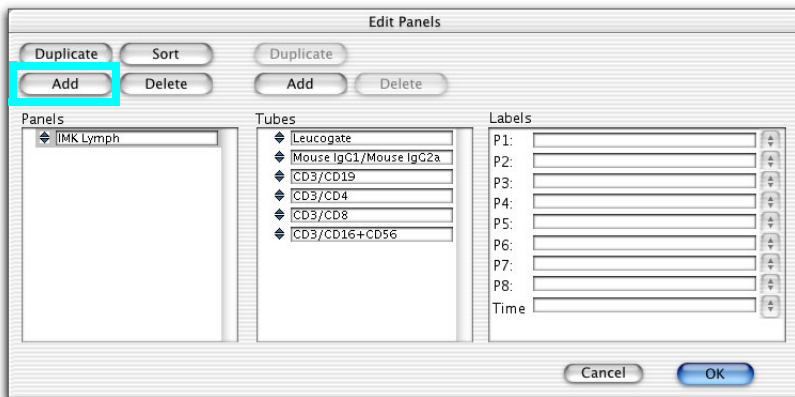 Edit Panels
Duplicate Sort Duplicate
Add Delete Add Delete
Panels Tubes Labels
IMK Lymph
Leucogate
Mouse IgG1/Mouse IgG2a
CD3/CD19
CD3/CD4
CD3/CD8
CD3/CD16+CD56
P1:
P2:
P3:
P4:
P5:
P6:
P7:
P8:
Time
Cancel OK